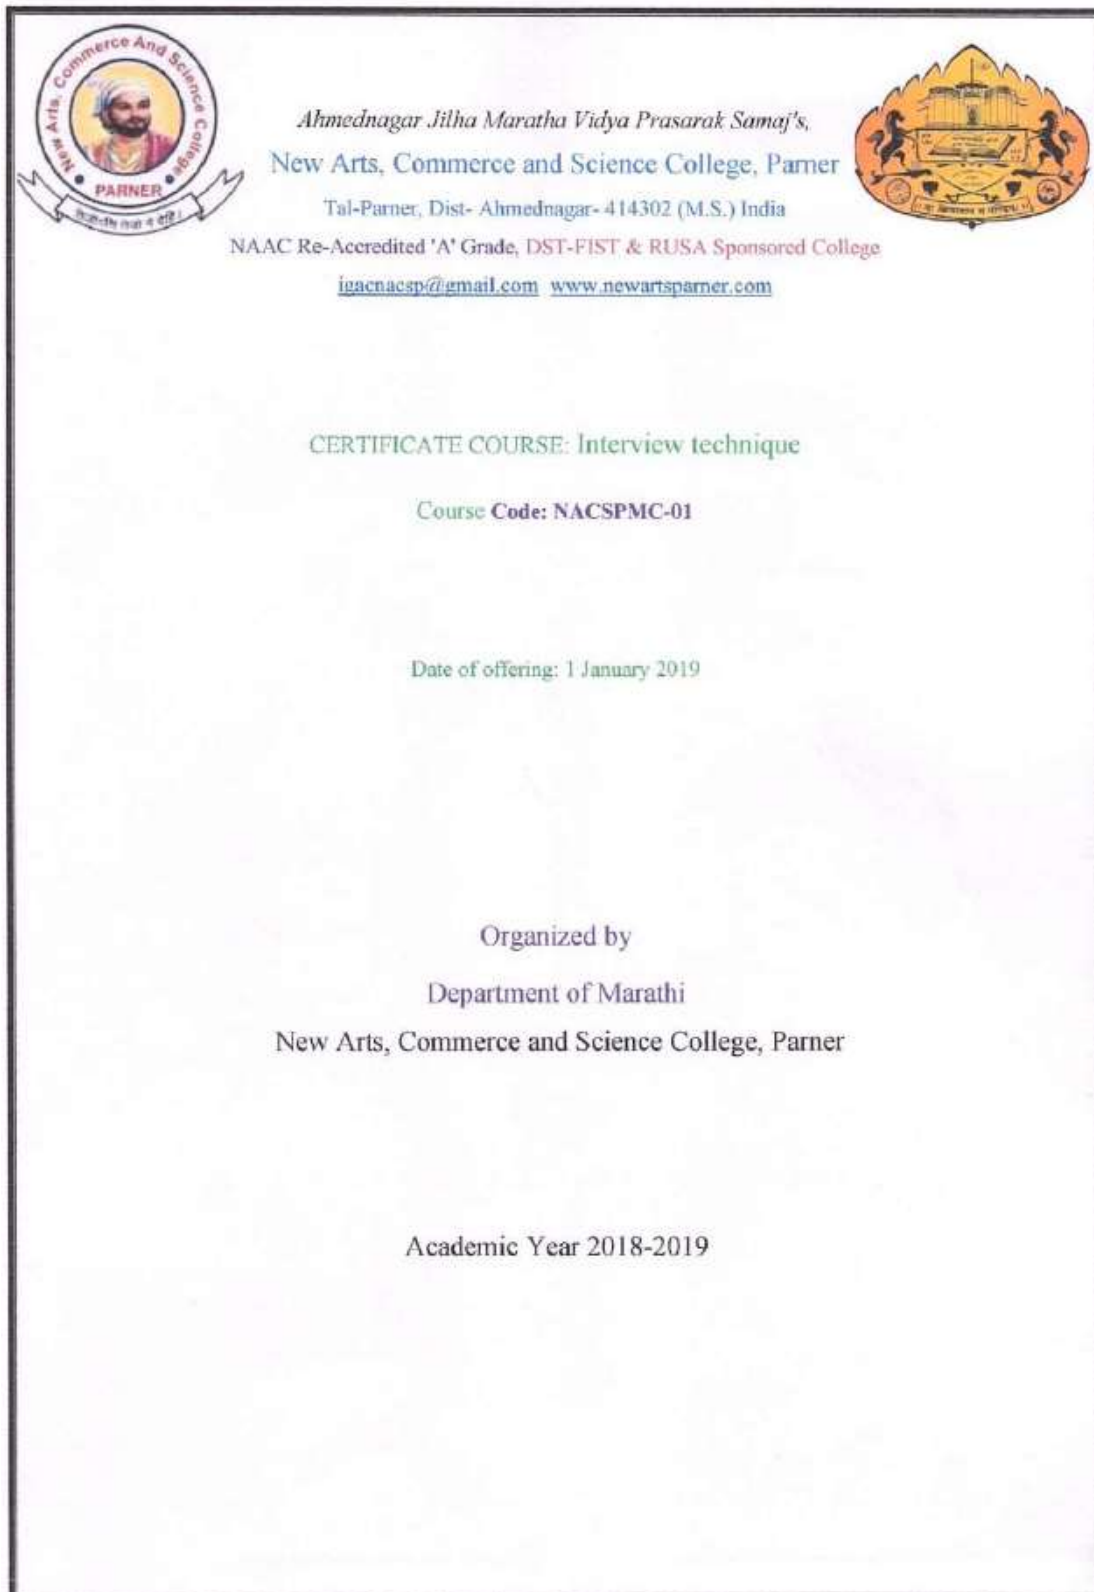 New Arts, Commerce And Science College
PARNER
Ahmednagar Jilha Maratha Vidya Prasarak Samaj's,
New Arts, Commerce and Science College, Parner
Tal-Parner, Dist- Ahmednagar- 414302 (M.S.) India
NAAC Re-Accredited 'A' Grade, DST-FIST & RUSA Sponsored College
igacnacsp@gmail.com www.newartsparner.com
CERTIFICATE COURSE: Interview technique
Course Code: NACSPMC-01
Date of offering: 1 January 2019
Organized by
Department of Marathi
New Arts, Commerce and Science College, Parner
Academic Year 2018-2019